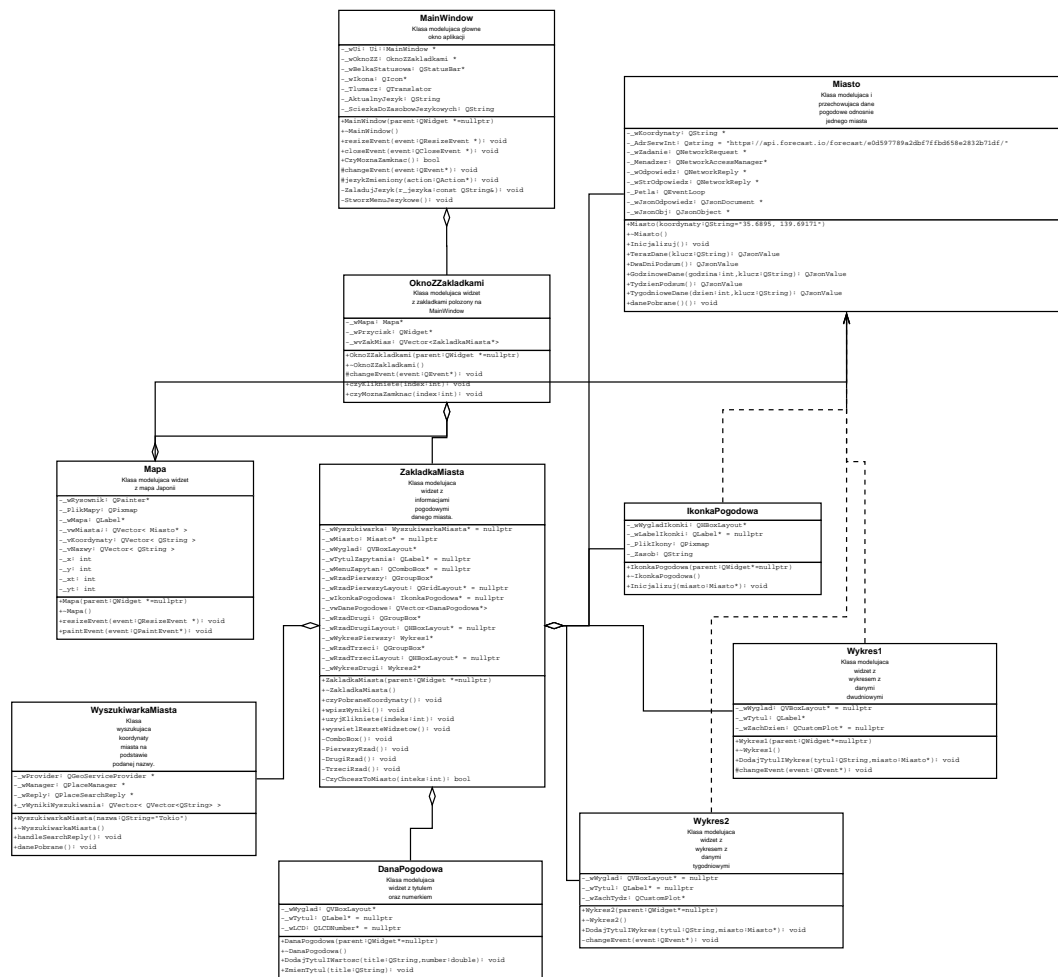 MainWindow
Klasa modelujaca glowne
okno aplikacji
-_wUi: Ui::MainWindow *
-_wOknoZZ: OknoZZakladkami *
-_wBelkaStatusowa: QStatusBar*
-_wIkona: QIcon*
-_Tlumacz: QTranslator
-_AktualnyJezyk: QString
-_SciezkaDoZasobowJezykowych: QString
+MainWindow(parent:QWidget *=nullptr)
+~MainWindow()
+resizeEvent(event:QResizeEvent *): void
+closeEvent(event:QCloseEvent *): void
+CzyMoznaZamknac(): bool
#changeEvent(event:QEvent*): void
#jezykZmieniony(action:QAction*): void
-ZaladujJezyk(z_jezyka:const QString&): void
-StworzMenuJezykowe(): void
Miasto
Klasa modelujaca i
przechowujaca dane
pogodowe odnosnie
jednego miasta
-_wKoordynaty: QString *
-_AdrSerwInt: Qstring = "https://api.forecast.io/forecast/e0d597789a2dbf7ffbd658e2832b71df/"
-_wZadanie: QNetworkRequest *
-_Menadzer: QNetworkAccessManager*
-_wOdpowiedz: QNetworkReply *
-_wStrOdpowiedz: QNetworkReply *
-_Petla: QEventLoop
-_wJsonOdpowiedz: QJsonDocument *
-_wJsonObj: QJsonObject *
+Miasto(koordynaty:QString="35.6895, 139.69171")
+~Miasto()
+Inicjalizuj(): void
+TerazDane(klucz:QString): QJsonValue
+DwaDniPodsum(): QJsonValue
+GodzinoweDane(godzina:int,klucz:QString): QJsonValue
+TydzienPodsum(): QJsonValue
+TygodnioweDane(dzien:int,klucz:QString): QJsonValue
+danePobrane()(): void
OknoZZakladkami
Klasa modelujaca widzet
z zakladkami polozony na
MainWindow
-_wMapa: Mapa*
-_wPrzycisk: QWidget*
-_wvZakMias: QVector<ZakladkaMiasta*>
+OknoZZakladkami(parent:QWidget *=nullptr)
+~OknoZZakladkami()
#changeEvent(event:QEvent*): void
+czyKlikniete(index:int): void
+czyMoznaZamknac(index:int): void
Mapa
Klasa modelujaca widzet
z mapa Japonii
-_wRysownik: QPainter*
-_PlikMapy: QPixmap
-_wMapa: QLabel*
-_vwMiasta;: QVector< Miasto* >
-_vKoordynaty: QVector< QString >
-_vNazwy: QVector< QString >
-_x: int
-_y: int
-_xt: int
-_yt: int
+Mapa(parent:QWidget *=nullptr)
+~Mapa()
+resizeEvent(event:QResizeEvent *): void
+paintEvent(event:QPaintEvent*): void
ZakladkaMiasta
Klasa modelujaca
widzet z
informacjami
pogodowymi
danego miasta.
-_wWyszukiwarka: WyszukiwarkaMiasta* = nullptr
-_wMiasto: Miasto* = nullptr
-_wWyglad: QVBoxLayout*
-_wTytulZapytania: QLabel* = nullptr
-_wMenuZapytan: QComboBox* = nullptr
-_wRzadPierwszy: QGroupBox*
-_wRzadPierwszyLayout: QGridLayout* = nullptr
-_wIkonkaPogodowa: IkonkaPogodowa* = nullptr
-_vwDanePogodowe: QVector<DanaPogodowa*>
-_wRzadDrugi: QGroupBox*
-_wRzadDrugiLayout: QHBoxLayout* = nullptr
-_wWykresPierwszy: Wykres1*
-_wRzadTrzeci: QGroupBox*
-_wRzadTrzeciLayout: QHBoxLayout* = nullptr
-_wWykresDrugi: Wykres2*
+ZakladkaMiasta(parent:QWidget *=nullptr)
+~ZakladkaMiasta()
+czyPobraneKoordynaty(): void
+wpiszWyniki(): void
+uzyjKlikniete(indeks:int): void
+wyswietlReszteWidzetow(): void
-ComboBox(): void
-PierwszyRzad(): void
-DrugiRzad(): void
-TrzeciRzad(): void
-CzyChceszToMiasto(inteks:int): bool
IkonkaPogodowa
-_wWygladIkonki: QHBoxLayout*
-_wLabelIkonki: QLabel* = nullptr
-_PlikIkony: QPixmap
-_Zasob: QString
+IkonkaPogodowa(parent:QWidget*=nullptr)
+~IkonkaPogodowa()
+Inicjalizuj(miasto:Miasto*): void
Wykres1
Klasa modelujaca
widzet z
wykresem z
danymi
dwudniowymi
-_wWyglad: QVBoxLayout* = nullptr
-_wTytul: QLabel*
-_wZachDzien: QCustomPlot* = nullptr
+Wykres1(parent:QWidget*=nullptr)
+~Wykres1()
+DodajTytulIWykres(tytul:QString,miasto:Miasto*): void
#changeEvent(event:QEvent*): void
WyszukiwarkaMiasta
Klasa
wyszukujaca
koordynaty
miasta na
podstawie
podanej nazwy.
-_wProvider: QGeoServiceProvider *
-_wManager: QPlaceManager *
-_wReply: QPlaceSearchReply *
+_vWynikiWyszukiwania: QVector< QVector<QString> >
+WyszukiwarkaMiasta(nazwa:QString="Tokio")
+~WyszukiwarkaMiasta()
+handleSearchReply(): void
+danePobrane(): void
Wykres2
Klasa modelujaca
widzet z
wykresem z
danymi
tygodniowymi
-_wWyglad: QVBoxLayout* = nullptr
-_wTytul: QLabel* = nullptr
-_wZachTydz: QCustomPlot*
+Wykres2(parent:QWidget*=nullptr)
+~Wykres2()
+DodajTytulIWykres(tytul:QString,miasto:Miasto*): void
-changeEvent(event:QEvent*): void
DanaPogodowa
Klasa modelujaca
widzet z tytulem
oraz numerkiem
-_wWyglad: QVBoxLayout*
-_wTytul: QLabel* = nullptr
-_wLCD: QLCDNumber* = nullptr
+DanaPogodowa(parent:QWidget*=nullptr)
+~DanaPogodowa()
+DodajTytulIWartosc(title:QString,number:double): void
+ZmienTytul(title:QString): void